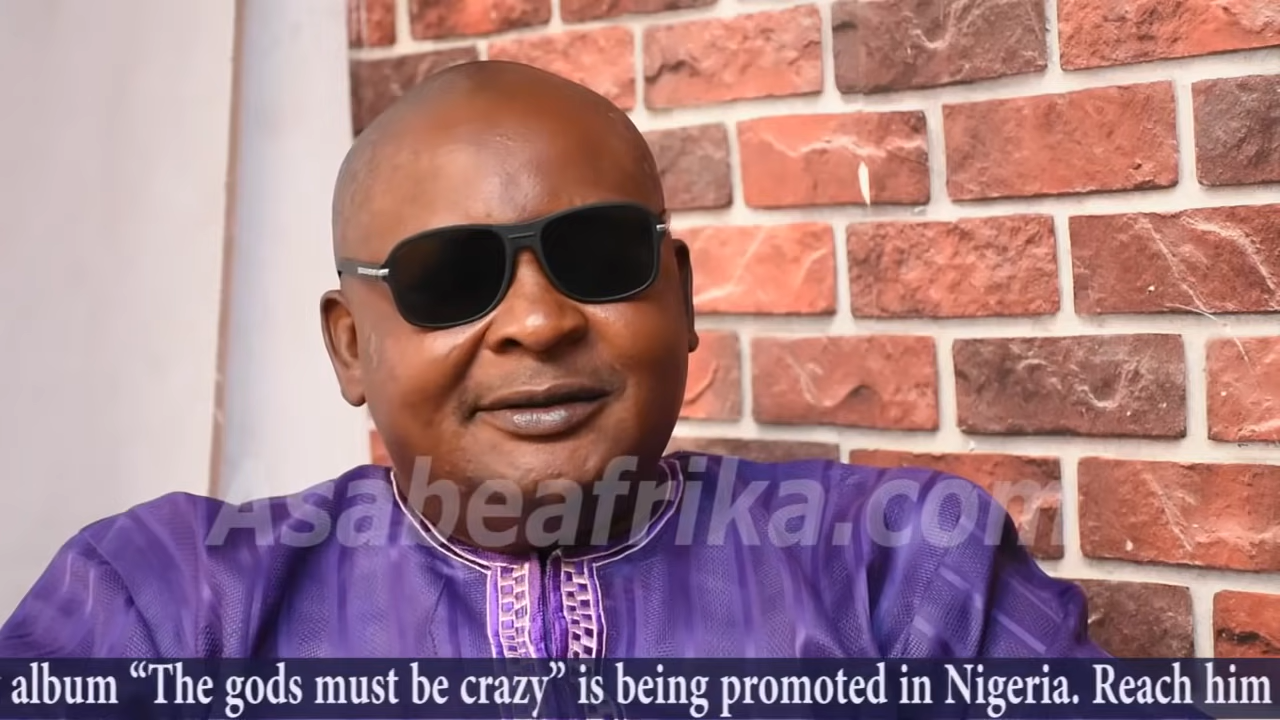 Asabeafrika.com
album “The gods must be crazy” is being promoted in Nigeria. Reach him